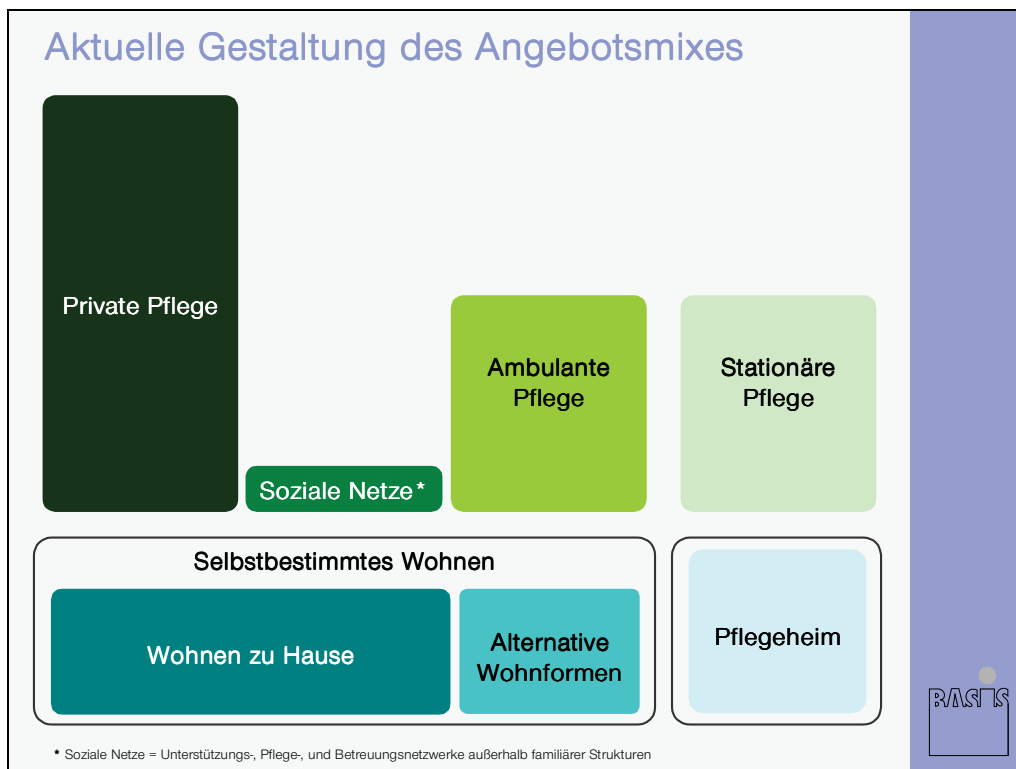 Aktuelle Gestaltung des Angebotsmixes
Private Pflege
Soziale Netze*
Ambulante
Pflege
Stationäre
Pflege
Selbstbestimmtes Wohnen
Wohnen zu Hause
Alternative
Wohnformen
Pflegeheim
* Soziale Netze = Unterstützungs-, Pflege-, und Betreuungsnetzwerke außerhalb familiärer Strukturen
BASIS